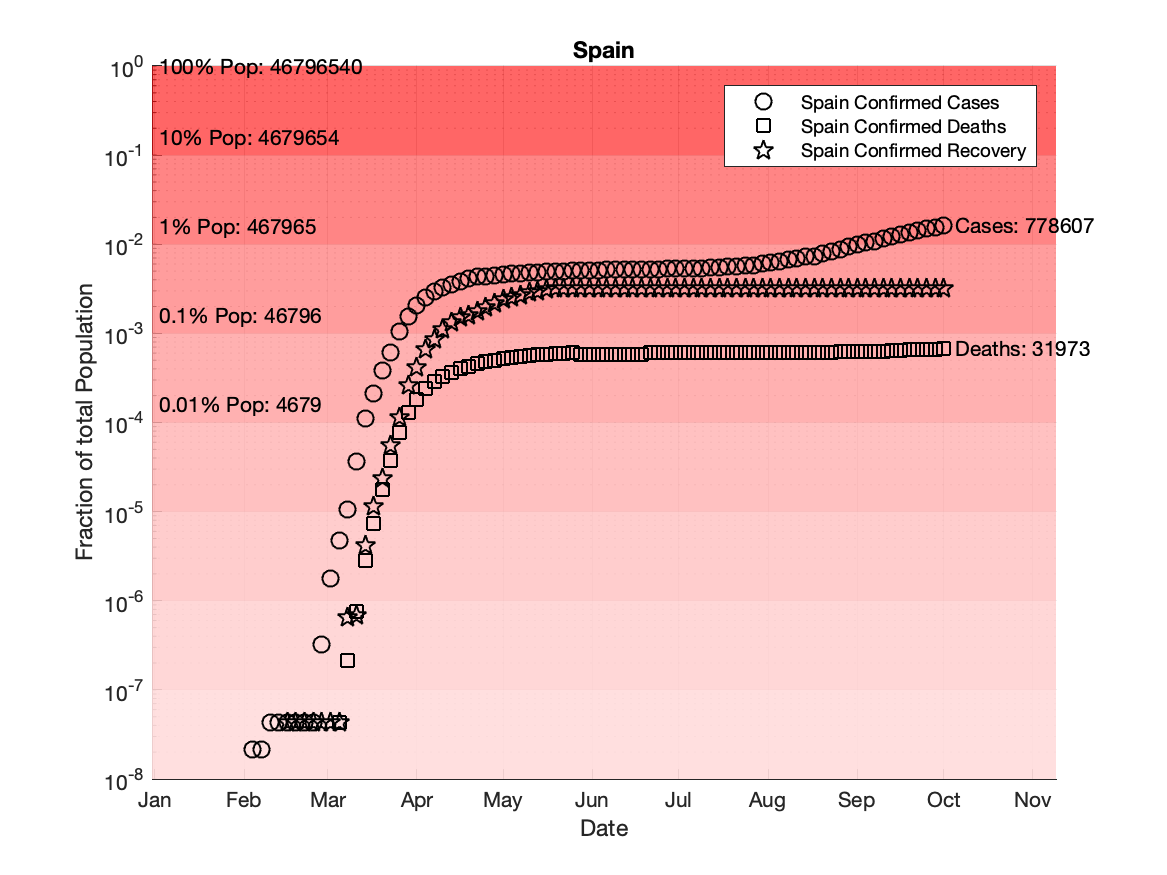 Spain
10^0
100% Pop: 46796540
Spain Confirmed Cases
Spain Confirmed Deaths
Spain Confirmed Recovery
10% Pop: 4679654
10^-1
1% Pop: 467965
Cases: 778607
10^-2
0.1% Pop: 46796
10^-3
Deaths: 31973
0.01% Pop: 4679
10^-4
10^-5
10^-6
10^-7
10^-8
Fraction of total Population
Jan Feb Mar Apr May Jun Jul Aug Sep Oct Nov
Date